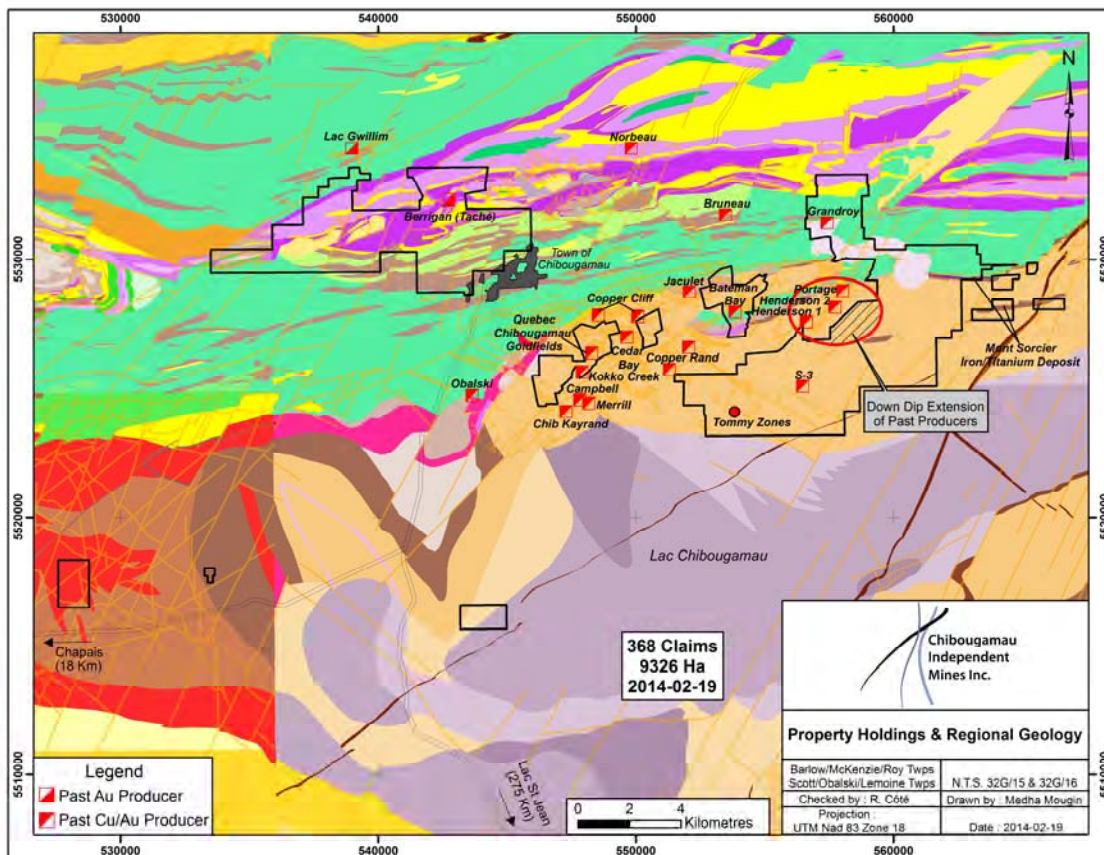 530000
540000
550000
560000
N
Lac Gwillim
Norbeau
Berrigan (Taché)
Bruneau
Grandroy
5530000
5530000
Town of
Chibougamau
Jaculet
Bateman
Bay
Portage
Henderson 2
Henderson 1
Copper Cliff
Quebec
Chibougamau
Goldfields
Cedar
Bay
Copper Rand
Mont Sorcier
Iron/Titanium Deposit
Kokko Creek
Obalski
S-3
Campbell
Merrill
Chib Kayrand
Tommy Zones
Down Dip Extension
of Past Producers
5520000
5520000
Lac Chibougamau
Chapais
(18 Km)
368 Claims
9326 Ha
2014-02-19
Chibougamau
Independent
Mines Inc.
Property Holdings & Regional Geology
Barlow/McKenzie/Roy Twps
Scott/Obalski/Lemoine Twps
N.T.S. 32G/15 & 32G/16
Checked by : R. Côté
Drawn by : Medha Mougin
Projection :
UTM Nad 83 Zone 18
Date : 2014-02-19
5510000
5510000
Legend
Past Au Producer
Past Cu/Au Producer
Lac St Jean
(275 Km)
0 2 4
Kilometres
530000
540000
550000
560000